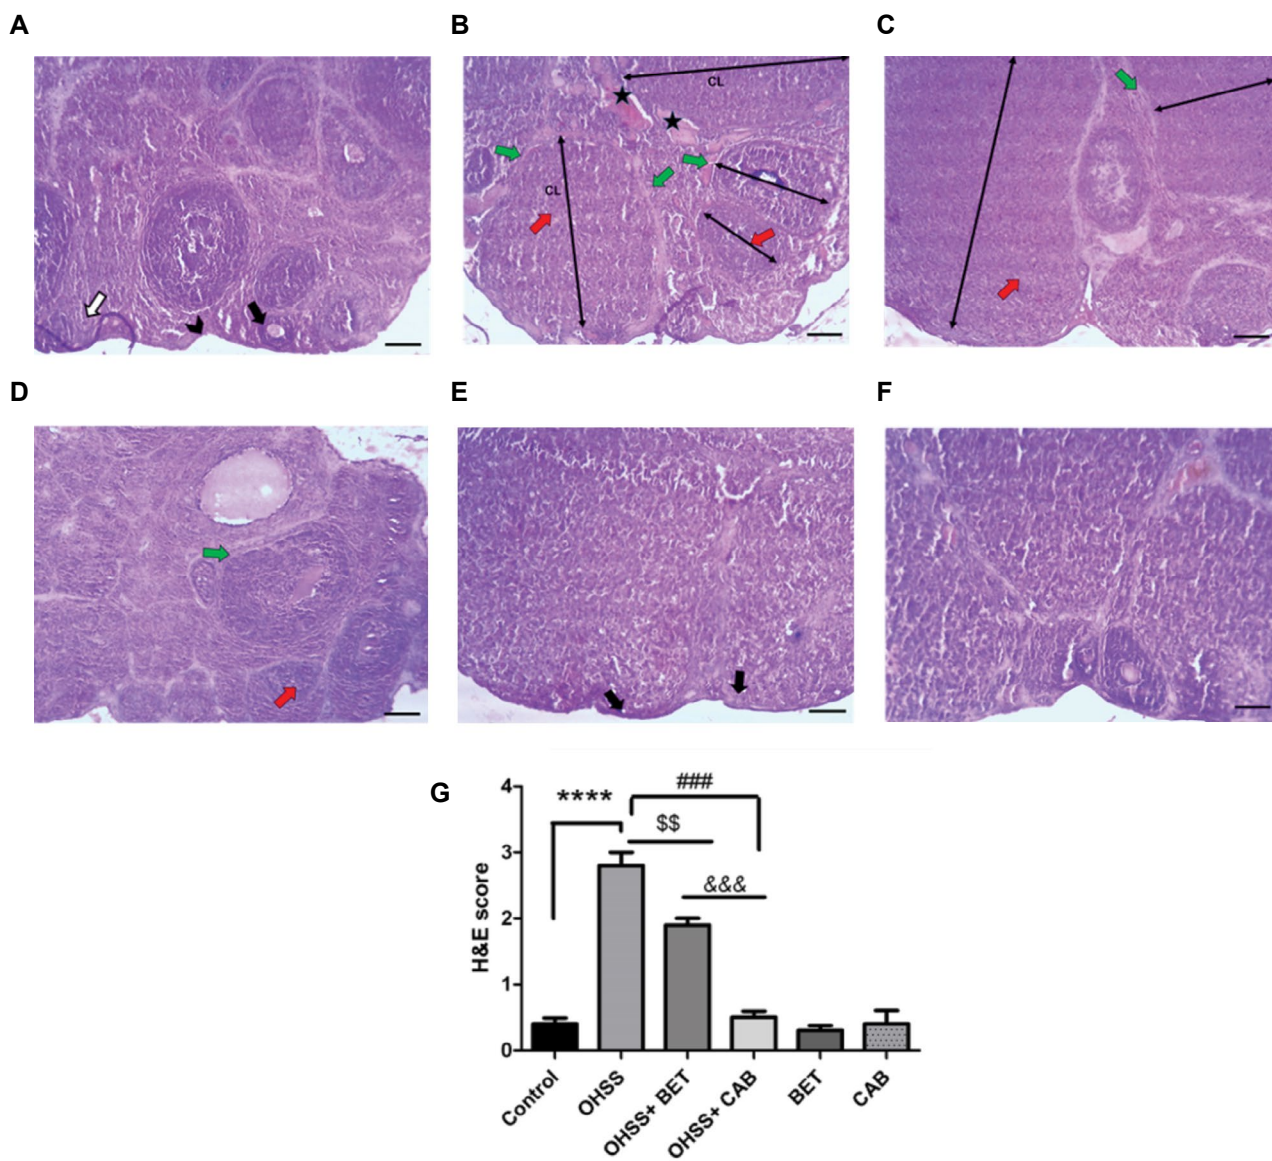 A
B
C
CL
CL
D
E
F
G
4
3
2
1
0
H&E score
****
###
$$
&&&
Control
OHSS
OHSS+ BET
OHSS+ CAB
BET
CAB